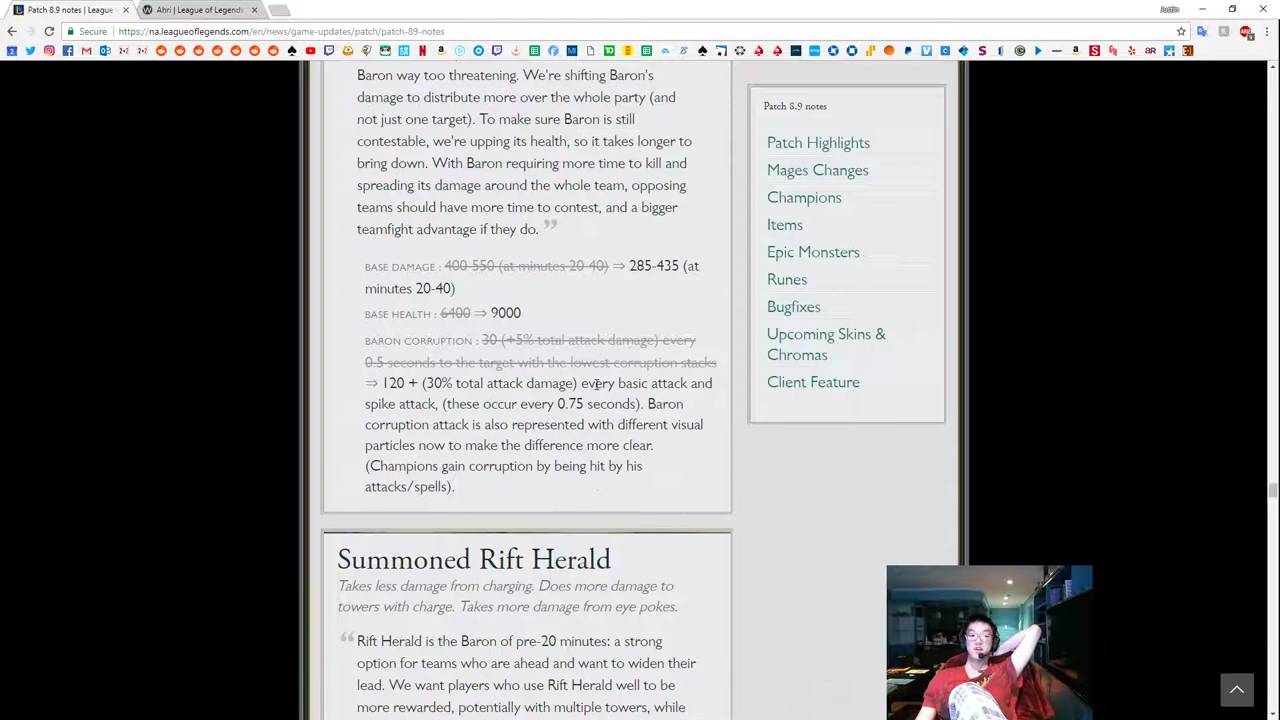 Patch 8.9 notes | League
Ahri | League of Legends
Justin
Secure
https://na.leagueoflegends.com/en/news/game-updates/patch/patch-89-notes
Baron way too threatening. We're shifting Baron's
damage to distribute more over the whole party (and
not just one target). To make sure Baron is still
contestable, we're upping its health, so it takes longer to
bring down. With Baron requiring more time to kill and
spreading its damage around the whole team, opposing
teams should have more time to contest, and a bigger
teamfight advantage if they do. ”
BASE DAMAGE : 400-550 (at minutes 20-40) ⇒ 285-435 (at
minutes 20-40)
BASE HEALTH : 6400 ⇒ 9000
BARON CORRUPTION : 30 (+5% total attack damage) every
0.5 seconds to the target with the lowest corruption stacks
⇒ 120 + (30% total attack damage) every basic attack and
spike attack, (these occur every 0.75 seconds). Baron
corruption attack is also represented with different visual
particles now to make the difference more clear.
(Champions gain corruption by being hit by his
attacks/spells).
Summoned Rift Herald
Takes less damage from charging. Does more damage to
towers with charge. Takes more damage from eye pokes.
“ Rift Herald is the Baron of pre-20 minutes: a strong
option for teams who are ahead and want to widen their
lead. We want players who use Rift Herald well to be
more rewarded, potentially with multiple towers, while
Patch 8.9 notes
Patch Highlights
Mages Changes
Champions
Items
Epic Monsters
Runes
Bugfixes
Upcoming Skins &
Chromas
Client Feature